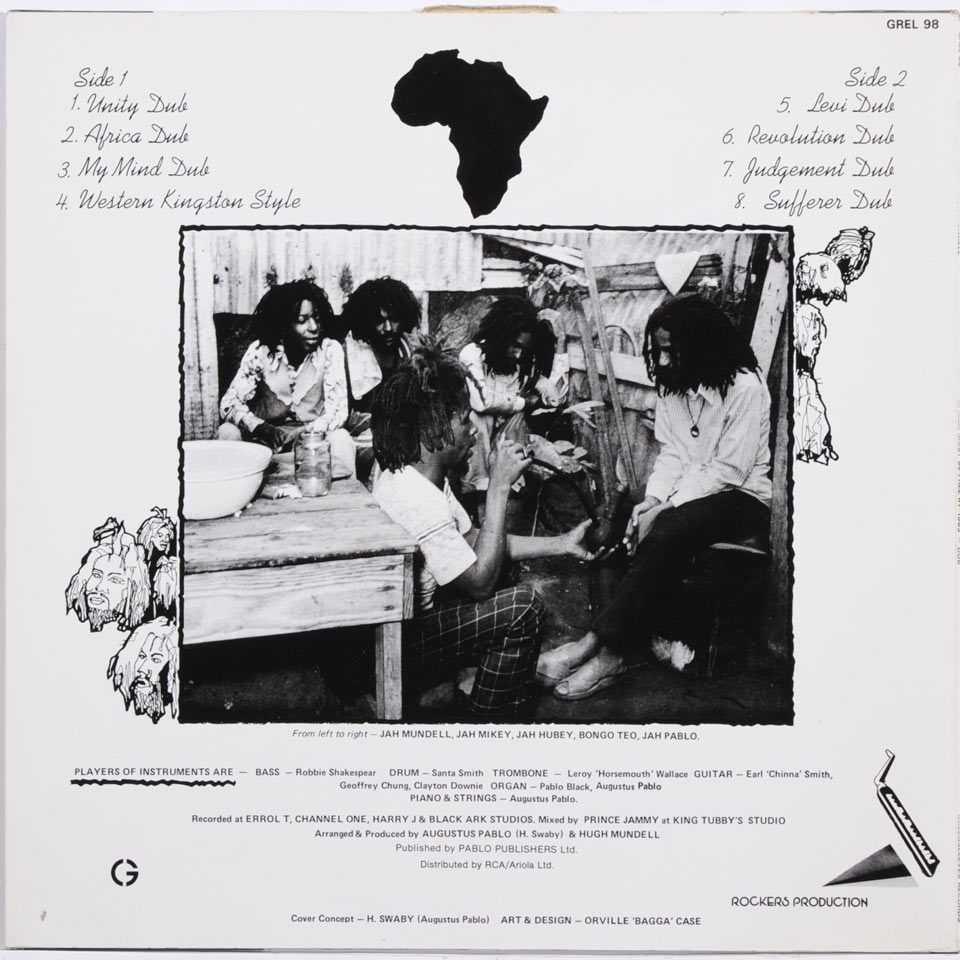 GREL 98
Side 1
1. Unity Dub
2. Africa Dub
3. My Mind Dub
4. Western Kingston Style
Side 2
5. Levi Dub
6. Revolution Dub
7. Judgement Dub
8. Sufferer Dub
From left to right — JAH MUNDELL, JAH MIKEY, JAH HUBEY, BONGO TEO, JAH PABLO.
PLAYERS OF INSTRUMENTS ARE — BASS — Robbie Shakespear DRUM — Santa Smith TROMBONE — Leroy 'Horsemouth' Wallace GUITAR — Earl 'Chinna' Smith,
Geoffrey Chung, Clayton Downie ORGAN — Pablo Black, Augustus Pablo
PIANO & STRINGS — Augustus Pablo.
Recorded at ERROL T, CHANNEL ONE, HARRY J & BLACK ARK STUDIOS. Mixed by PRINCE JAMMY at KING TUBBY'S STUDIO
Arranged & Produced by AUGUSTUS PABLO (H. Swaby) & HUGH MUNDELL
Published by PABLO PUBLISHERS Ltd.
Distributed by RCA/Ariola Ltd.
G
ROCKERS PRODUCTION
Cover Concept — H. SWABY (Augustus Pablo) ART & DESIGN — ORVILLE 'BAGGA' CASE